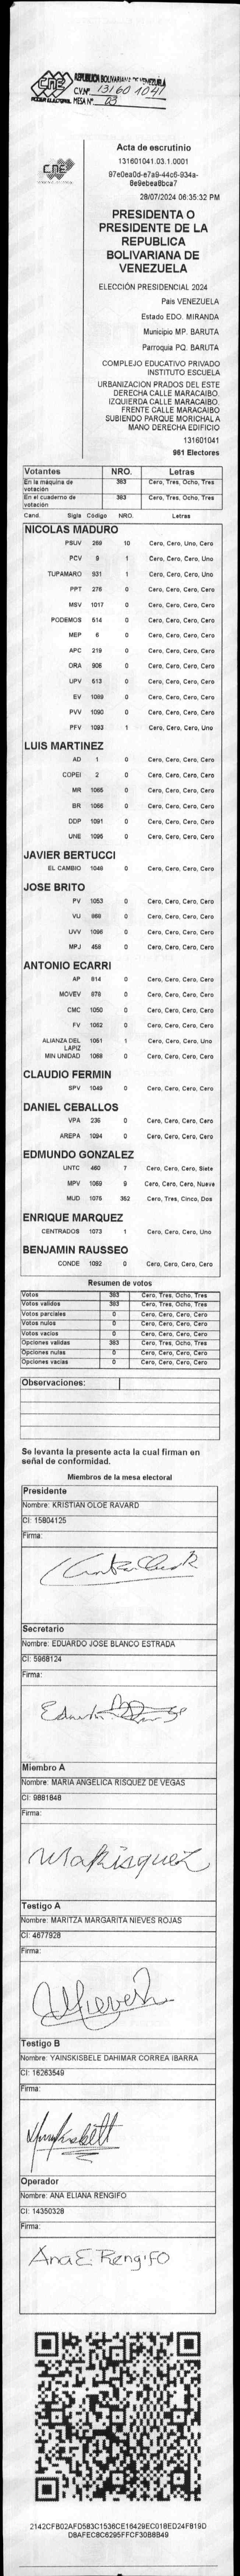 REPÚBLICA BOLIVARIANA DE VENEZUELA
C.V.Nº 131601041
PODER ELECTORAL MESA Nº 03
CNE
Acta de escrutinio
131601041.03.1.0001
97e0ea0d-e7a9-44c6-934a-
6e9ebea8bca7
28/07/2024 06:35:32 PM
PRESIDENTA O
PRESIDENTE DE LA
REPUBLICA
BOLIVARIANA DE
VENEZUELA
ELECCIÓN PRESIDENCIAL 2024
Pais VENEZUELA
Estado EDO. MIRANDA
Municipio MP. BARUTA
Parroquia PQ. BARUTA
COMPLEJO EDUCATIVO PRIVADO
INSTITUTO ESCUELA
URBANIZACION PRADOS DEL ESTE
DERECHA CALLE MARACAIBO.
IZQUIERDA CALLE MARACAIBO.
FRENTE CALLE MARACAIBO
SUBIENDO PARQUE MORICHAL A
MANO DERECHA EDIFICIO
131601041
961 Electores
Votantes NRO. Letras
En la máquina de votación 383 Cero, Tres, Ocho, Tres
En el cuaderno de votación 383 Cero, Tres, Ocho, Tres
Cand. Sigla Codigo NRO. Letras
NICOLAS MADURO
PSUV 269 10 Cero, Cero, Uno, Cero
PCV 9 1 Cero, Cero, Cero, Uno
TUPAMARO 931 1 Cero, Cero, Cero, Uno
PPT 276 0 Cero, Cero, Cero, Cero
MSV 1017 0 Cero, Cero, Cero, Cero
PODEMOS 514 0 Cero, Cero, Cero, Cero
MEP 6 0 Cero, Cero, Cero, Cero
APC 219 0 Cero, Cero, Cero, Cero
ORA 906 0 Cero, Cero, Cero, Cero
UPV 513 0 Cero, Cero, Cero, Cero
EV 1089 0 Cero, Cero, Cero, Cero
PVV 1090 0 Cero, Cero, Cero, Cero
PFV 1093 1 Cero, Cero, Cero, Uno
LUIS MARTINEZ
AD 1 0 Cero, Cero, Cero, Cero
COPEI 2 0 Cero, Cero, Cero, Cero
MR 1065 0 Cero, Cero, Cero, Cero
BR 1066 0 Cero, Cero, Cero, Cero
DDP 1091 0 Cero, Cero, Cero, Cero
UNE 1095 0 Cero, Cero, Cero, Cero
JAVIER BERTUCCI
EL CAMBIO 1046 0 Cero, Cero, Cero, Cero
JOSE BRITO
PV 1053 0 Cero, Cero, Cero, Cero
VU 868 0 Cero, Cero, Cero, Cero
UVV 1096 0 Cero, Cero, Cero, Cero
MPJ 458 0 Cero, Cero, Cero, Cero
ANTONIO ECARRI
AP 814 0 Cero, Cero, Cero, Cero
MOVEV 878 0 Cero, Cero, Cero, Cero
CMC 1050 0 Cero, Cero, Cero, Cero
FV 1062 0 Cero, Cero, Cero, Cero
ALIANZA DEL LAPIZ 1051 1 Cero, Cero, Cero, Uno
MIN UNIDAD 1068 0 Cero, Cero, Cero, Cero
CLAUDIO FERMIN
SPV 1049 0 Cero, Cero, Cero, Cero
DANIEL CEBALLOS
VPA 236 0 Cero, Cero, Cero, Cero
AREPA 1094 0 Cero, Cero, Cero, Cero
EDMUNDO GONZALEZ
UNTC 460 7 Cero, Cero, Cero, Siete
MPV 1069 9 Cero, Cero, Cero, Nueve
MUD 1075 352 Cero, Tres, Cinco, Dos
ENRIQUE MARQUEZ
CENTRADOS 1073 1 Cero, Cero, Cero, Uno
BENJAMIN RAUSSEO
CONDE 1092 0 Cero, Cero, Cero, Cero
Resumen de votos
Votos 383 Cero, Tres, Ocho, Tres
Votos validos 383 Cero, Tres, Ocho, Tres
Votos parciales 0 Cero, Cero, Cero, Cero
Votos nulos 0 Cero, Cero, Cero, Cero
Votos vacios 0 Cero, Cero, Cero, Cero
Opciones validas 383 Cero, Tres, Ocho, Tres
Opciones nulas 0 Cero, Cero, Cero, Cero
Opciones vacias 0 Cero, Cero, Cero, Cero
Observaciones:
Se levanta la presente acta la cual firman en
señal de conformidad.
Miembros de la mesa electoral
Presidente
Nombre: KRISTIAN OLOE RAVARD
CI: 15804125
Firma:
Secretario
Nombre: EDUARDO JOSE BLANCO ESTRADA
CI: 5968124
Firma:
Miembro A
Nombre: MARIA ANGELICA RISQUEZ DE VEGAS
CI: 9881848
Firma:
MaRisquez
Testigo A
Nombre: MARITZA MARGARITA NIEVES ROJAS
CI: 4677928
Firma:
Testigo B
Nombre: YAINSKISBELE DAHIMAR CORREA IBARRA
CI: 16263549
Firma:
Operador
Nombre: ANA ELIANA RENGIFO
CI: 14350328
Firma:
Ana E Rengifo
2142CFB02AFD583C1536CE16429EC018ED24F819D
DBAFEC8C6295FFCF30B8B49